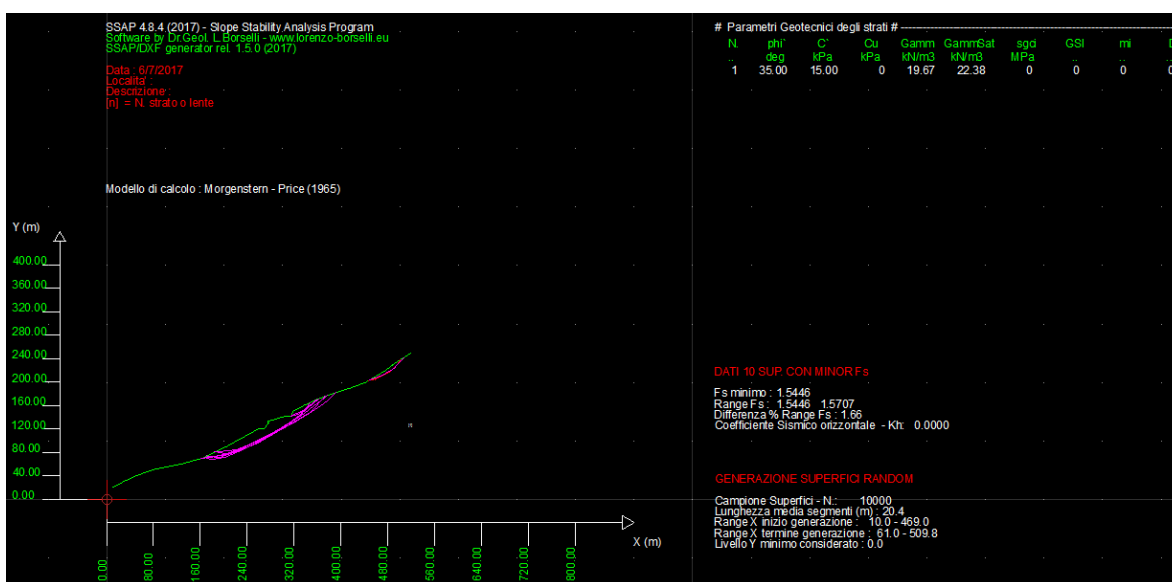 SSAP 4.8.4 (2017) - Slope Stability Analysis Program
Software by Dr.Geol. L.Borselli - www.lorenzo-borselli.eu
SSAP/DXF generator rel. 1.5.0 (2017)
Data : 6/7/2017
Localita' :
Descrizione :
[n] = N. strato o lente
Modello di calcolo : Morgenstern - Price (1965)
# Parametri Geotecnici degli strati #
N. phi` C` Cu Gamm GammSat sgci GSI mi D
.. deg kPa kPa kN/m3 kN/m3 MPa .. .. ..
1 35.00 15.00 0 19.67 22.38 0 0 0 0
Y (m)
400.00
360.00
320.00
280.00
240.00
200.00
160.00
120.00
80.00
40.00
0.00
X (m)
0.00 80.00 160.00 240.00 320.00 400.00 480.00 560.00 640.00 720.00 800.00
DATI 10 SUP. CON MINOR Fs
Fs minimo : 1.5446
Range Fs : 1.5446 1.5707
Differenza % Range Fs : 1.66
Coefficiente Sismico orizzontale - Kh: 0.0000
GENERAZIONE SUPERFICI RANDOM
Campione Superfici - N.: 10000
Lunghezza media segmenti (m) : 20.4
Range X inizio generazione : 10.0 - 469.0
Range X termine generazione : 61.0 - 509.8
Livello Y minimo considerato : 0.0